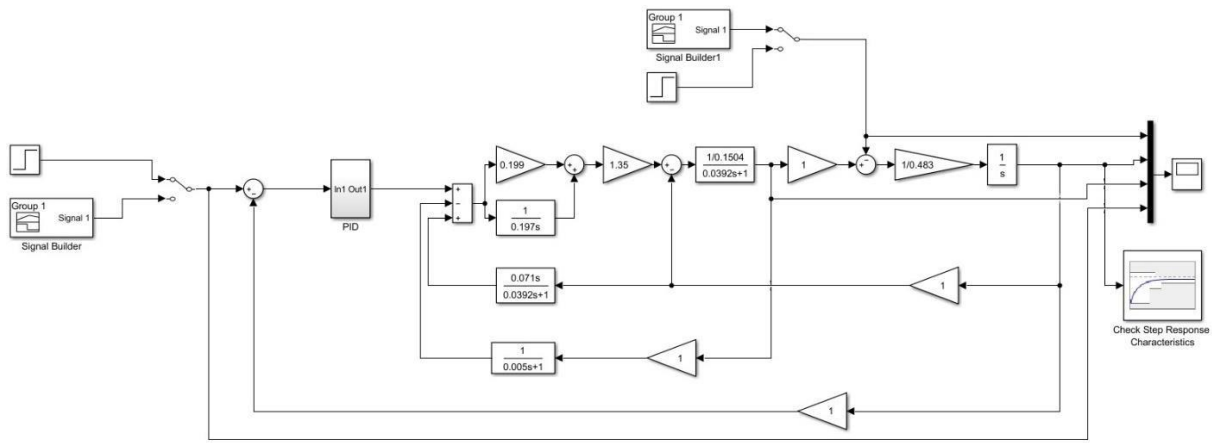 Group 1
Signal 1
Signal Builder1
In1 Out1
PID
Group 1
Signal 1
Signal Builder
+
−
+
−
+
0.199
1
0.197s
+
+
1.35
+
−
1/0.1504
0.0392s+1
1
−
+
1/0.483
1
s
0.071s
0.0392s+1
1
1
0.005s+1
1
Check Step Response
Characteristics
1